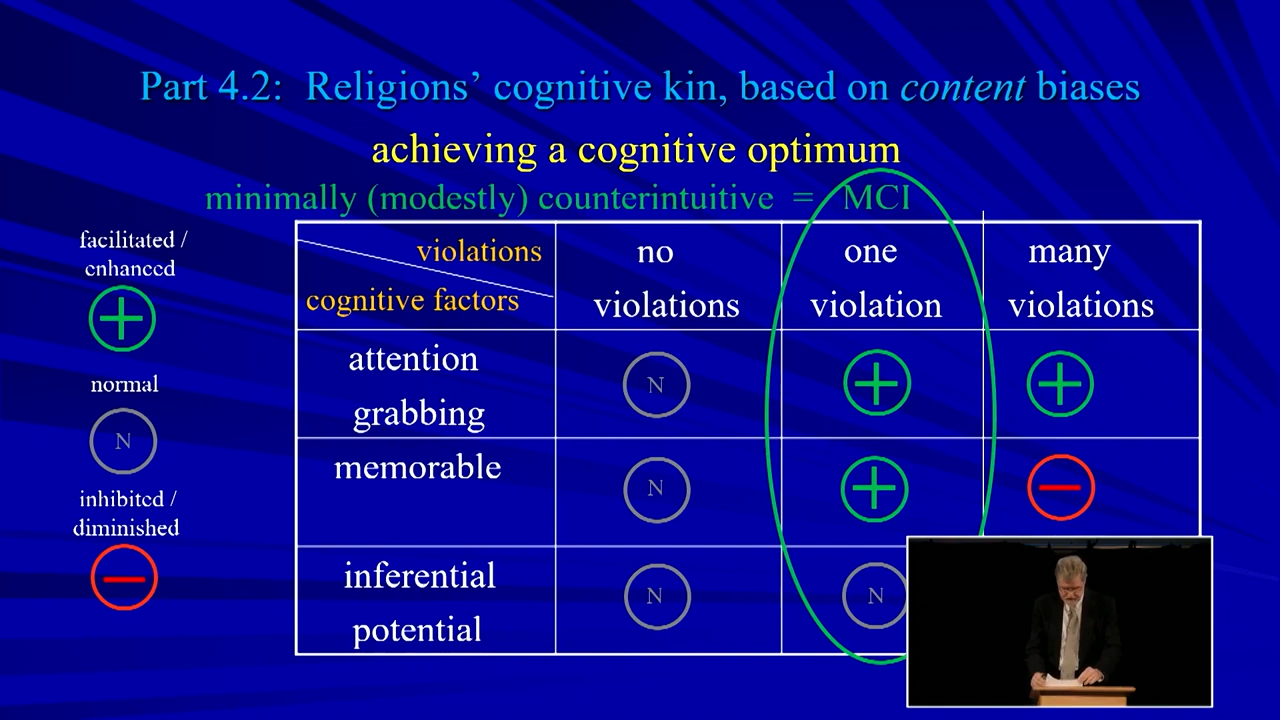 Part 4.2:  Religions’ cognitive kin, based on content biases
achieving a cognitive optimum
minimally (modestly) counterintuitive = MCI
facilitated /
enhanced
normal
N
inhibited /
diminished
violations
cognitive factors
no
violations
one
violation
many
violations
attention
grabbing
N
memorable
N
inferential
potential
N
N